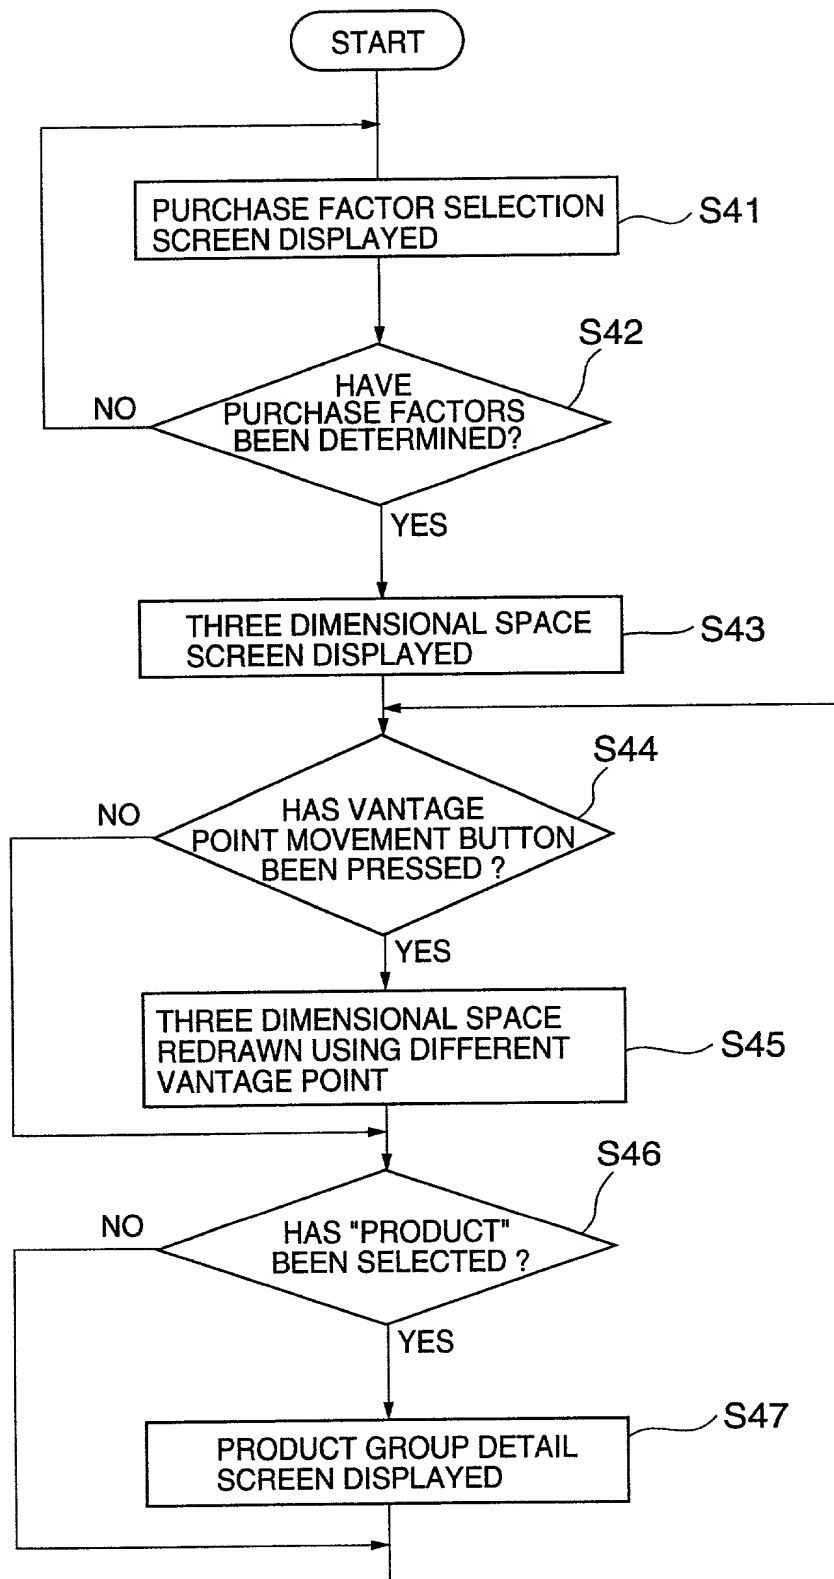 START
PURCHASE FACTOR SELECTION
SCREEN DISPLAYED
S41
S42
HAVE
PURCHASE FACTORS
BEEN DETERMINED?
NO
YES
THREE DIMENSIONAL SPACE
SCREEN DISPLAYED
S43
S44
NO
HAS VANTAGE
POINT MOVEMENT BUTTON
BEEN PRESSED ?
YES
THREE DIMENSIONAL SPACE
REDRAWN USING DIFFERENT
VANTAGE POINT
S45
S46
NO
HAS "PRODUCT"
BEEN SELECTED ?
YES
S47
PRODUCT GROUP DETAIL
SCREEN DISPLAYED